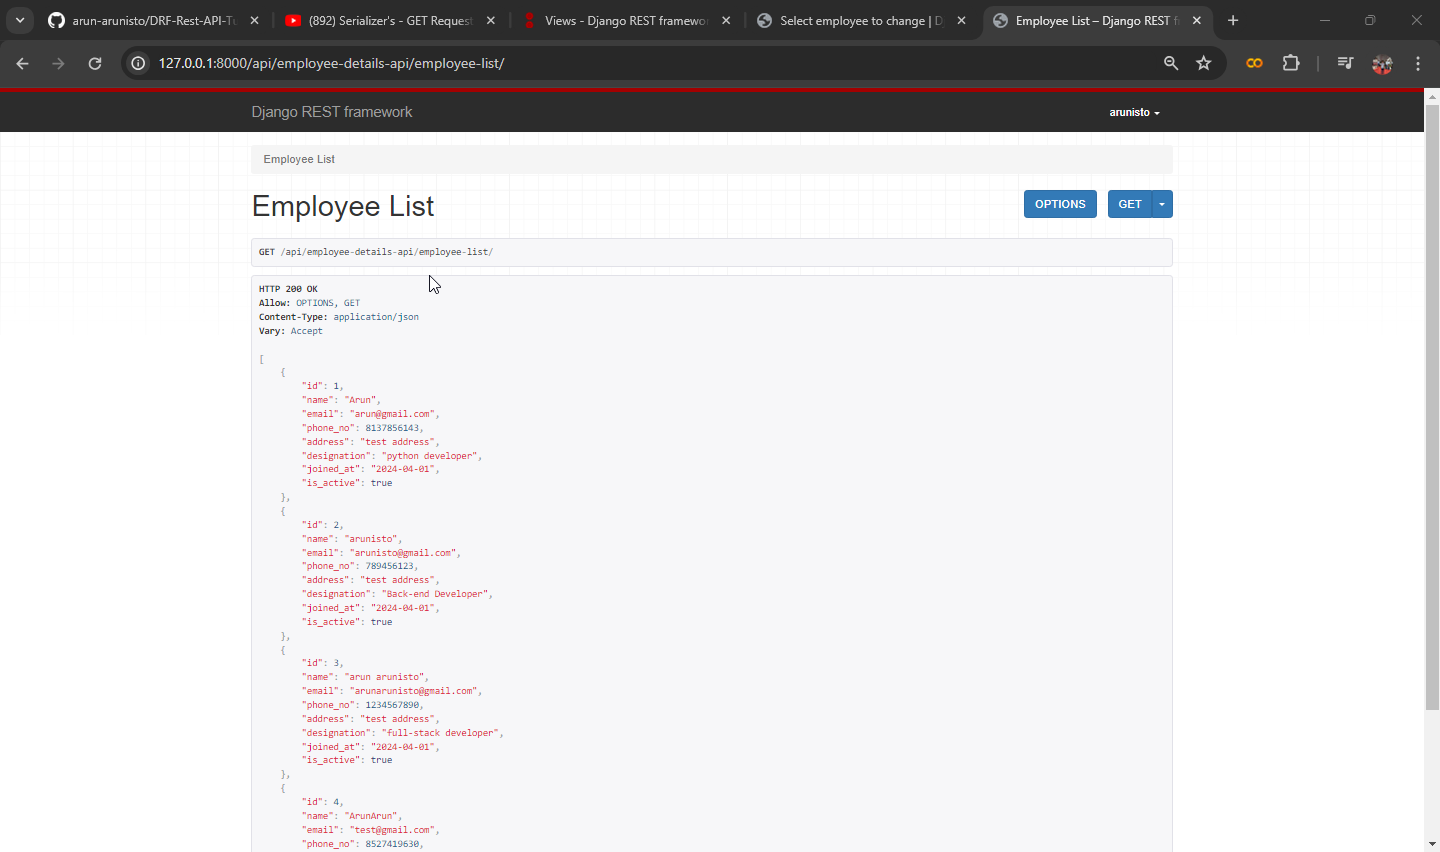 arun-arunisto/DRF-Rest-API-Tu
(892) Serializer's - GET Request
Views - Django REST framewor
Select employee to change | D
Employee List – Django REST f
127.0.0.1:8000/api/employee-details-api/employee-list/
Django REST framework
arunisto
Employee List
Employee List
OPTIONS
GET
GET /api/employee-details-api/employee-list/
HTTP 200 OK
Allow: OPTIONS, GET
Content-Type: application/json
Vary: Accept
[
{
"id": 1,
"name": "Arun",
"email": "arun@gmail.com",
"phone_no": 8137856143,
"address": "test address",
"designation": "python developer",
"joined_at": "2024-04-01",
"is_active": true
},
{
"id": 2,
"name": "arunisto",
"email": "arunisto@gmail.com",
"phone_no": 789456123,
"address": "test address",
"designation": "Back-end Developer",
"joined_at": "2024-04-01",
"is_active": true
},
{
"id": 3,
"name": "arun arunisto",
"email": "arunarunisto@gmail.com",
"phone_no": 1234567890,
"address": "test address",
"designation": "full-stack developer",
"joined_at": "2024-04-01",
"is_active": true
},
{
"id": 4,
"name": "ArunArun",
"email": "test@gmail.com",
"phone_no": 8527419630,